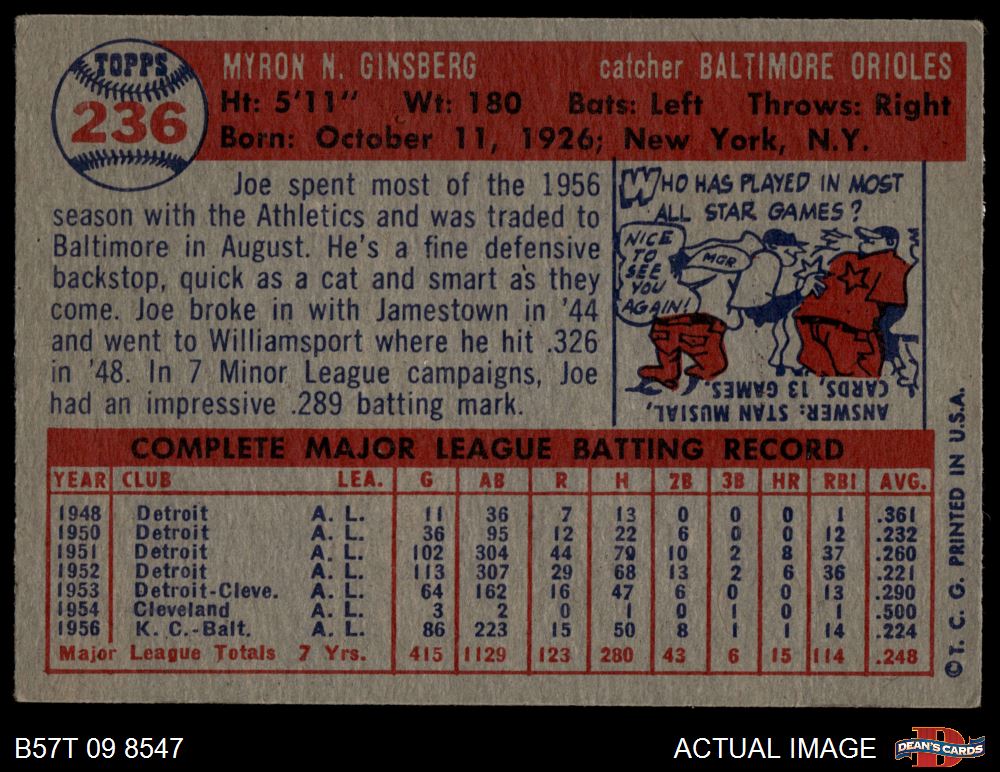 TOPPS
236
MYRON N. GINSBERG catcher BALTIMORE ORIOLES
Ht: 5'11" Wt: 180 Bats: Left Throws: Right
Born: October 11, 1926; New York, N.Y.
Joe spent most of the 1956
season with the Athletics and was traded to
Baltimore in August. He's a fine defensive
backstop, quick as a cat and smart as they
come. Joe broke in with Jamestown in '44
and went to Williamsport where he hit .326
in '48. In 7 Minor League campaigns, Joe
had an impressive .289 batting mark.
WHO HAS PLAYED IN MOST
ALL STAR GAMES?
NICE
TO
SEE
YOU
AGAIN!
MGR
ANSWER: STAN MUSIAL,
CARDS, 13 GAMES.
COMPLETE MAJOR LEAGUE BATTING RECORD
YEAR CLUB LEA. G AB R H 2B 3B HR RBI AVG.
1948 Detroit A. L. 11 36 7 13 0 0 0 1 .361
1950 Detroit A. L. 36 95 12 22 6 0 0 12 .232
1951 Detroit A. L. 102 304 44 79 10 2 8 37 .260
1952 Detroit A. L. 113 307 29 68 13 2 6 36 .221
1953 Detroit-Cleve. A. L. 64 162 16 47 6 0 0 13 .290
1954 Cleveland A. L. 3 2 0 1 0 1 0 1 .500
1956 K. C.-Balt. A. L. 86 223 15 50 8 1 1 14 .224
Major League Totals 7 Yrs. 415 1129 123 280 43 6 15 114 .248
© T. C. G. PRINTED IN U.S.A.
B57T 09 8547
ACTUAL IMAGE
DEAN'S CARDS